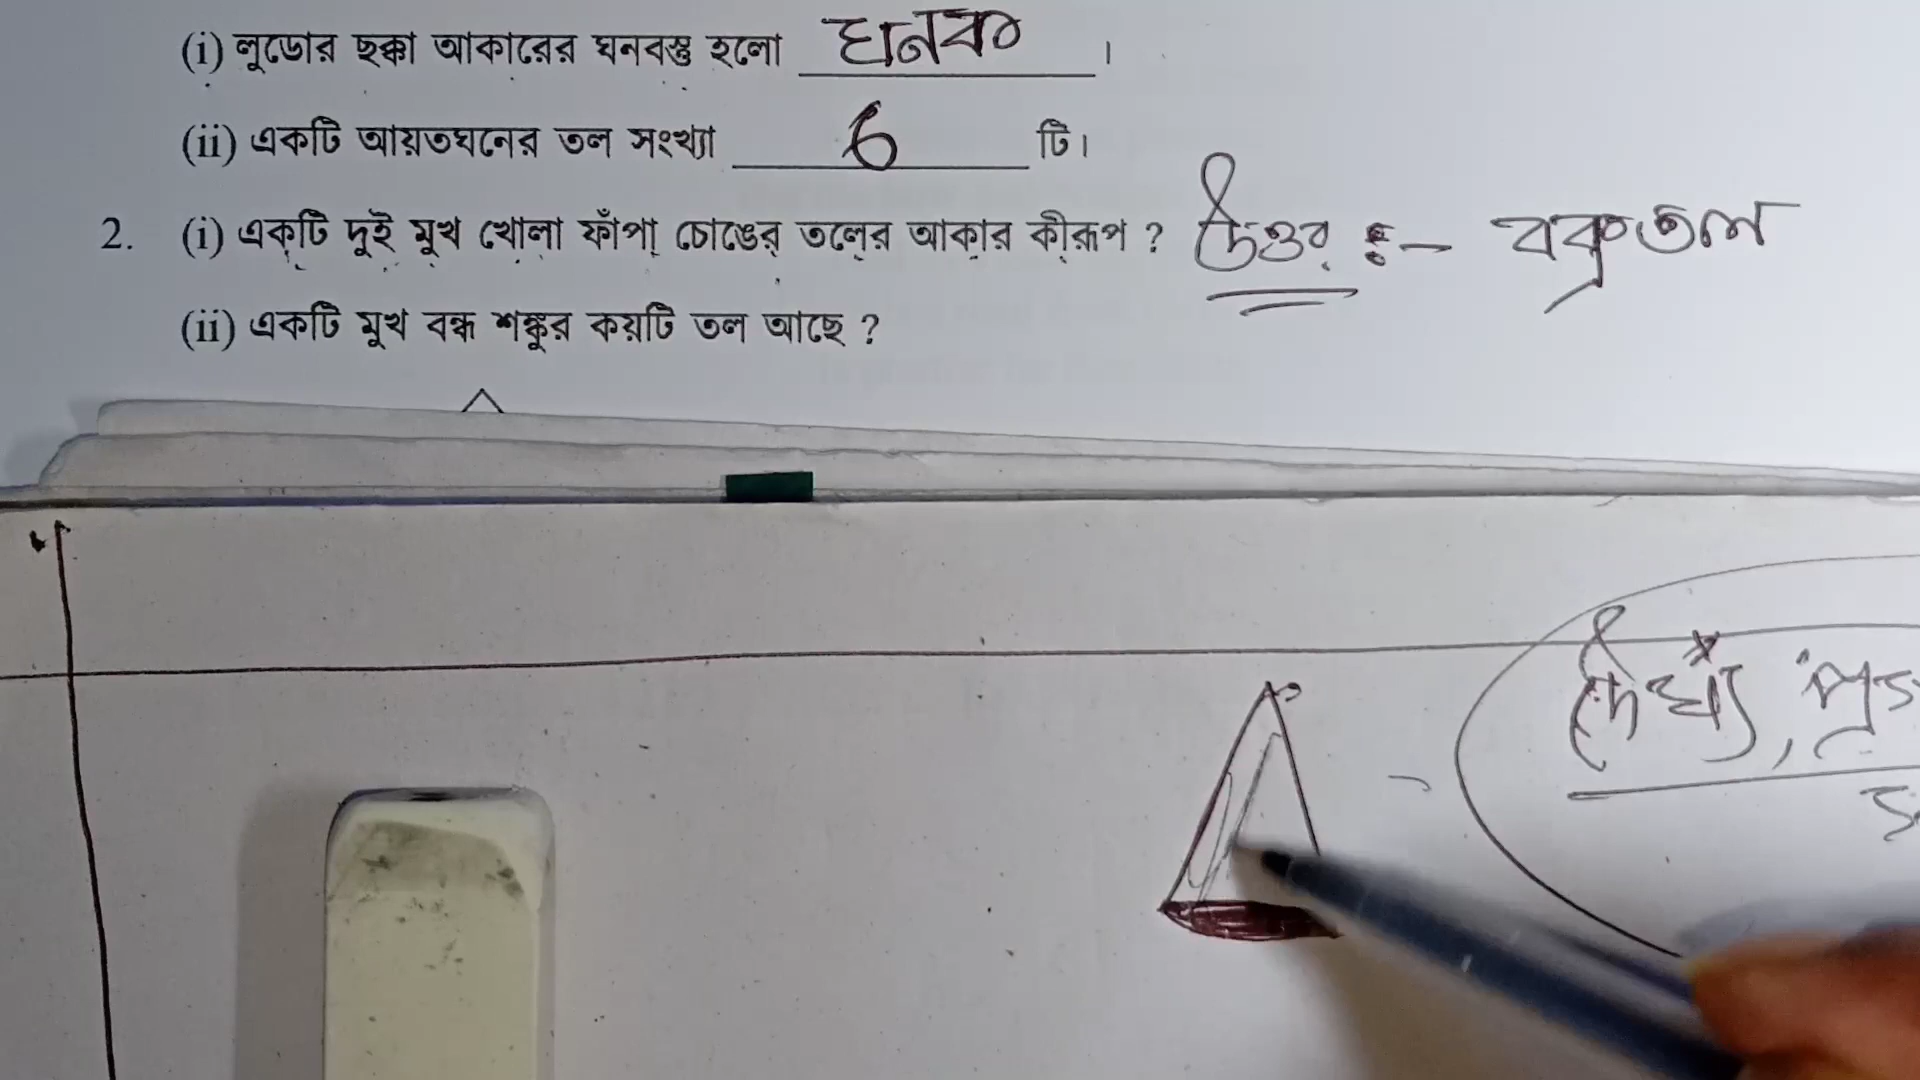 (i) লুডোর ছক্কা আকারের ঘনবস্তু হলো ঘনক ।
(ii) একটি আয়তঘনের তল সংখ্যা 6 টি।
2. (i) একটি দুই মুখ খোলা ফাঁপা চোঙের তলের আকার কীরূপ ? উত্তর :- বক্রতল
(ii) একটি মুখ বন্ধ শঙ্কুর কয়টি তল আছে ?
দৈর্ঘ্য,